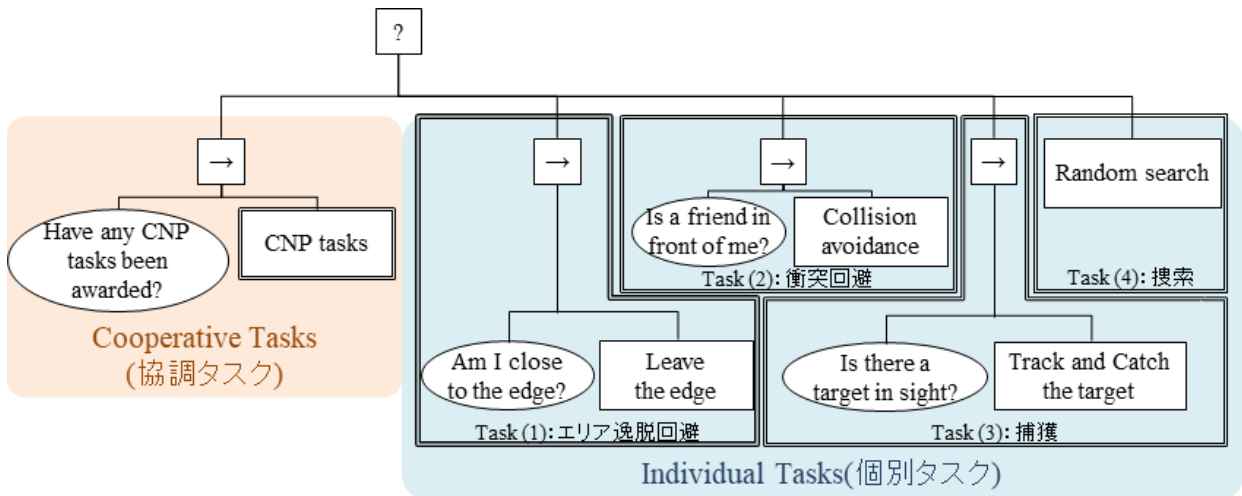 ?
→
Have any CNP
tasks been
awarded?
CNP tasks
Cooperative Tasks
(協調タスク)
→
Am I close
to the edge?
Leave
the edge
Task (1): エリア逸脱回避
→
Is a friend in
front of me?
Collision
avoidance
Task (2): 衝突回避
→
Is there a
target in sight?
Track and Catch
the target
Task (3): 捕獲
Random search
Task (4): 捜索
Individual Tasks(個別タスク)